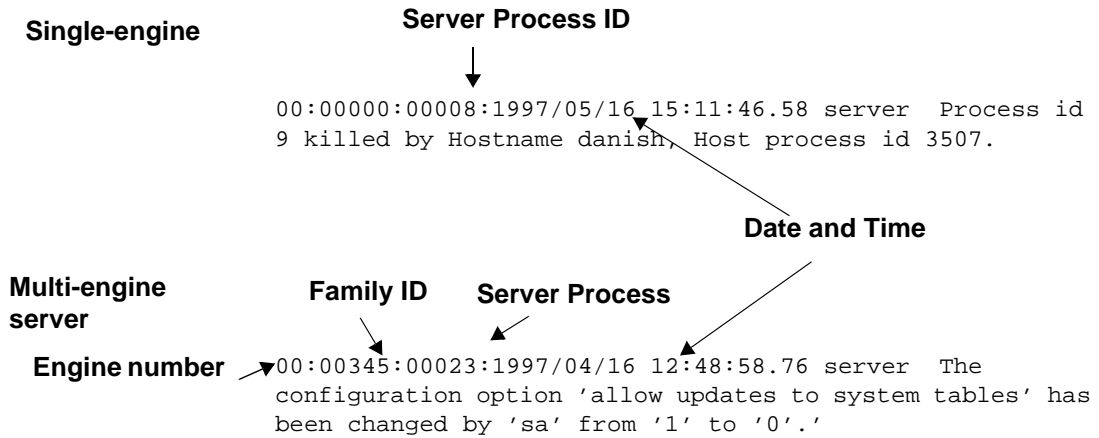 Single-engine
Server Process ID
00:00000:00008:1997/05/16 15:11:46.58 server  Process id
9 killed by Hostname danish, Host process id 3507.
Date and Time
Multi-engine
server
Family ID
Server Process
Engine number
00:00345:00023:1997/04/16 12:48:58.76 server  The
configuration option ’allow updates to system tables’ has
been changed by ’sa’ from ’1’ to ’0’.’